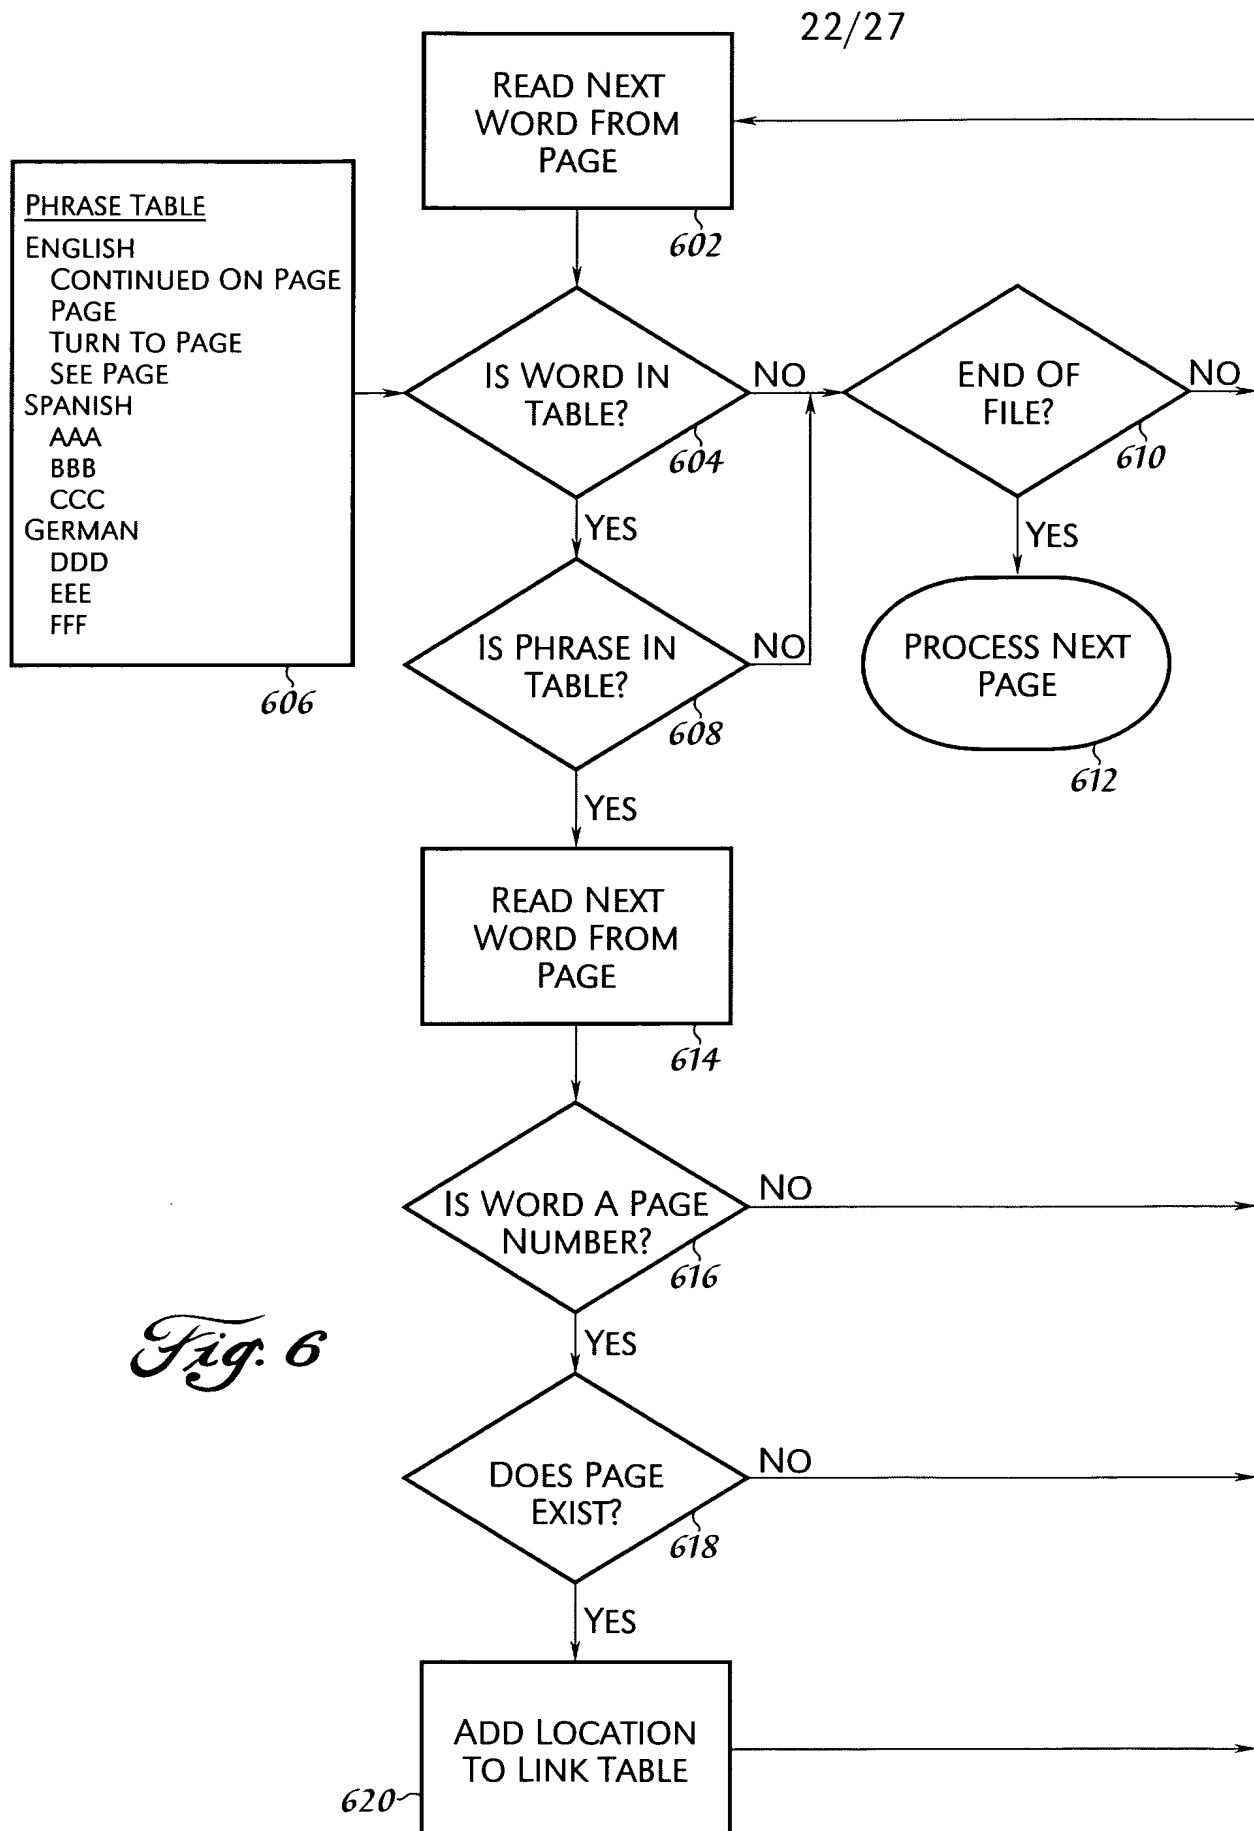 22/27
READ NEXT
WORD FROM
PAGE
602
PHRASE TABLE
ENGLISH
CONTINUED ON PAGE
PAGE
TURN TO PAGE
SEE PAGE
SPANISH
AAA
BBB
CCC
GERMAN
DDD
EEE
FFF
606
IS WORD IN
TABLE?
604
NO
END OF
FILE?
610
NO
YES
YES
IS PHRASE IN
TABLE?
608
NO
PROCESS NEXT
PAGE
612
YES
READ NEXT
WORD FROM
PAGE
614
IS WORD A PAGE
NUMBER?
616
NO
YES
Fig. 6
DOES PAGE
EXIST?
618
NO
YES
ADD LOCATION
TO LINK TABLE
620